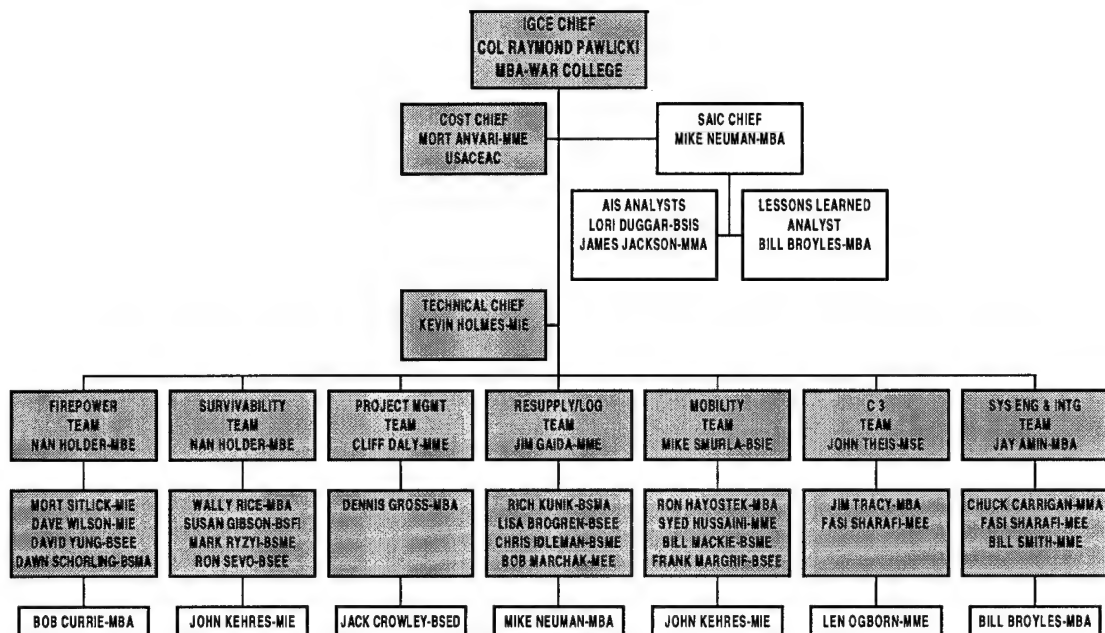 IGCE CHIEF
COL RAYMOND PAWLICKI
MBA-WAR COLLEGE
COST CHIEF
MORT ANVARI-MME
USACEAC
SAIC CHIEF
MIKE NEUMAN-MBA
AIS ANALYSTS
LORI DUGGAR-BSIS
JAMES JACKSON-MMA
LESSONS LEARNED
ANALYST
BILL BROYLES-MBA
TECHNICAL CHIEF
KEVIN HOLMES-MIE
FIREPOWER
TEAM
NAN HOLDER-MBE
SURVIVABILITY
TEAM
NAN HOLDER-MBE
PROJECT MGMT
TEAM
CLIFF DALY-MME
RESUPPLY/LOG
TEAM
JIM GAIDA-MME
MOBILITY
TEAM
MIKE SMURLA-BSIE
C 3
TEAM
JOHN THEIS-MSE
SYS ENG & INTG
TEAM
JAY AMIN-MBA
MORT SITLICK-MIE
DAVE WILSON-MIE
DAVID YUNG-BSEE
DAWN SCHORLING-BSMA
WALLY RICE-MBA
SUSAN GIBSON-BSFI
MARK RYZYI-BSME
RON SEVO-BSEE
DENNIS GROSS-MBA
RICH KUNIK-BSMA
LISA BROGREN-BSEE
CHRIS IDLEMAN-BSME
BOB MARCHAK-MEE
RON HAYOSTEK-MBA
SYED HUSSAINI-MME
BILL MACKIE-BSME
FRANK MARGRIF-BSEE
JIM TRACY-MBA
FASI SHARAFI-MEE
CHUCK CARRIGAN-MMA
FASI SHARAFI-MEE
BILL SMITH-MME
BOB CURRIE-MBA
JOHN KEHRES-MIE
JACK CROWLEY-BSED
MIKE NEUMAN-MBA
JOHN KEHRES-MIE
LEN OGBORN-MME
BILL BROYLES-MBA